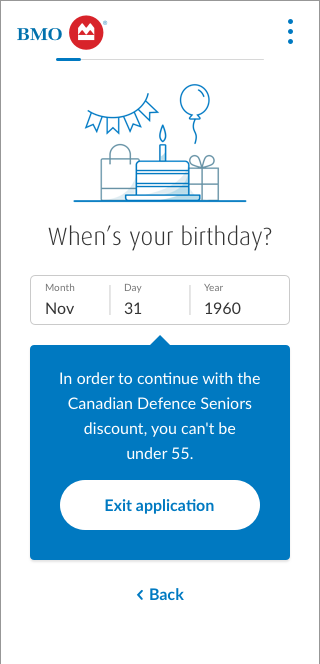 BMO
When's your birthday?
Month Day Year
Nov 31 1960
In order to continue with the
Canadian Defence Seniors
discount, you can't be
under 55.
Exit application
Back